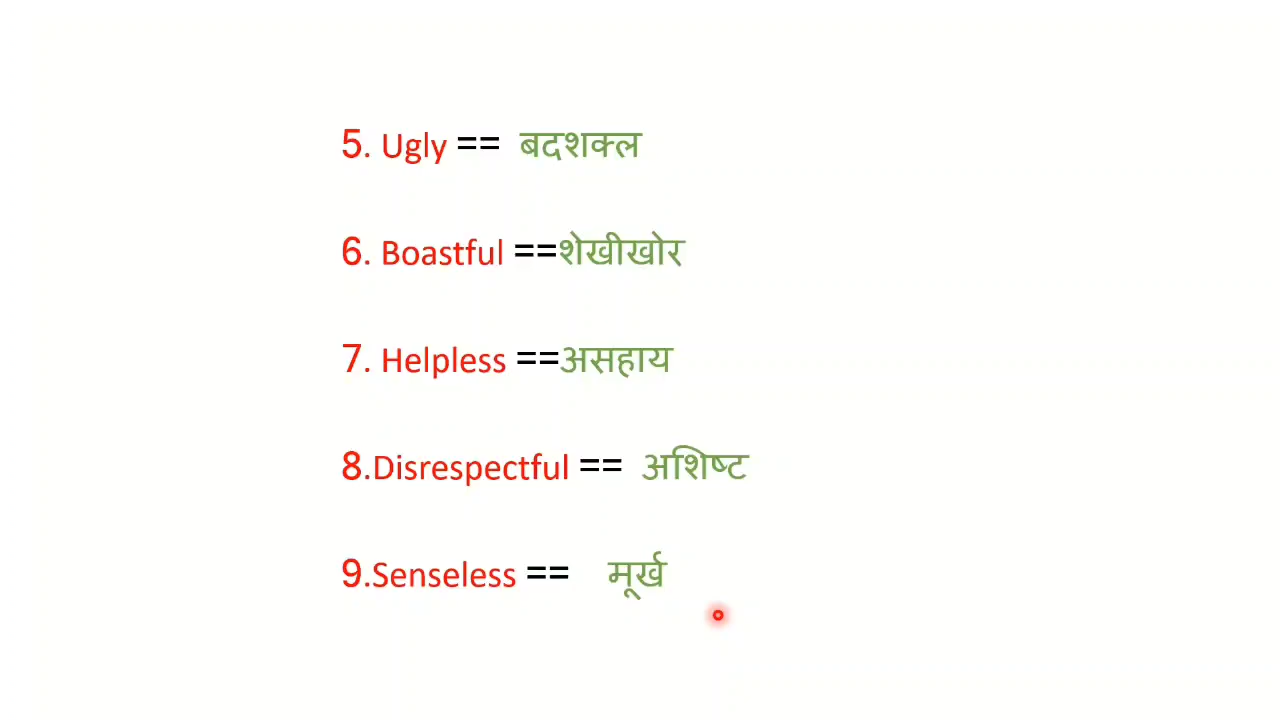 5. Ugly == बदशक्ल
6. Boastful ==शेखीखोर
7. Helpless ==असहाय
8.Disrespectful == अशिष्ट
9.Senseless == मूर्ख